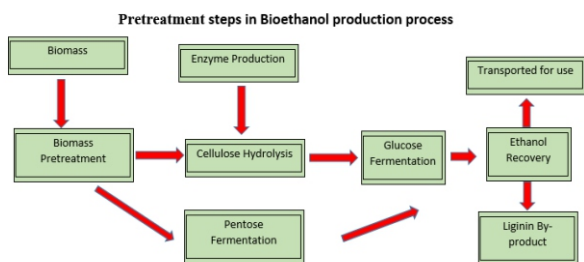 Pretreatment steps in Bioethanol production process
Biomass
Enzyme Production
Transported for use
Biomass
Pretreatment
Cellulose Hydrolysis
Glucose
Fermentation
Ethanol
Recovery
Pentose
Fermentation
Liginin By-
product